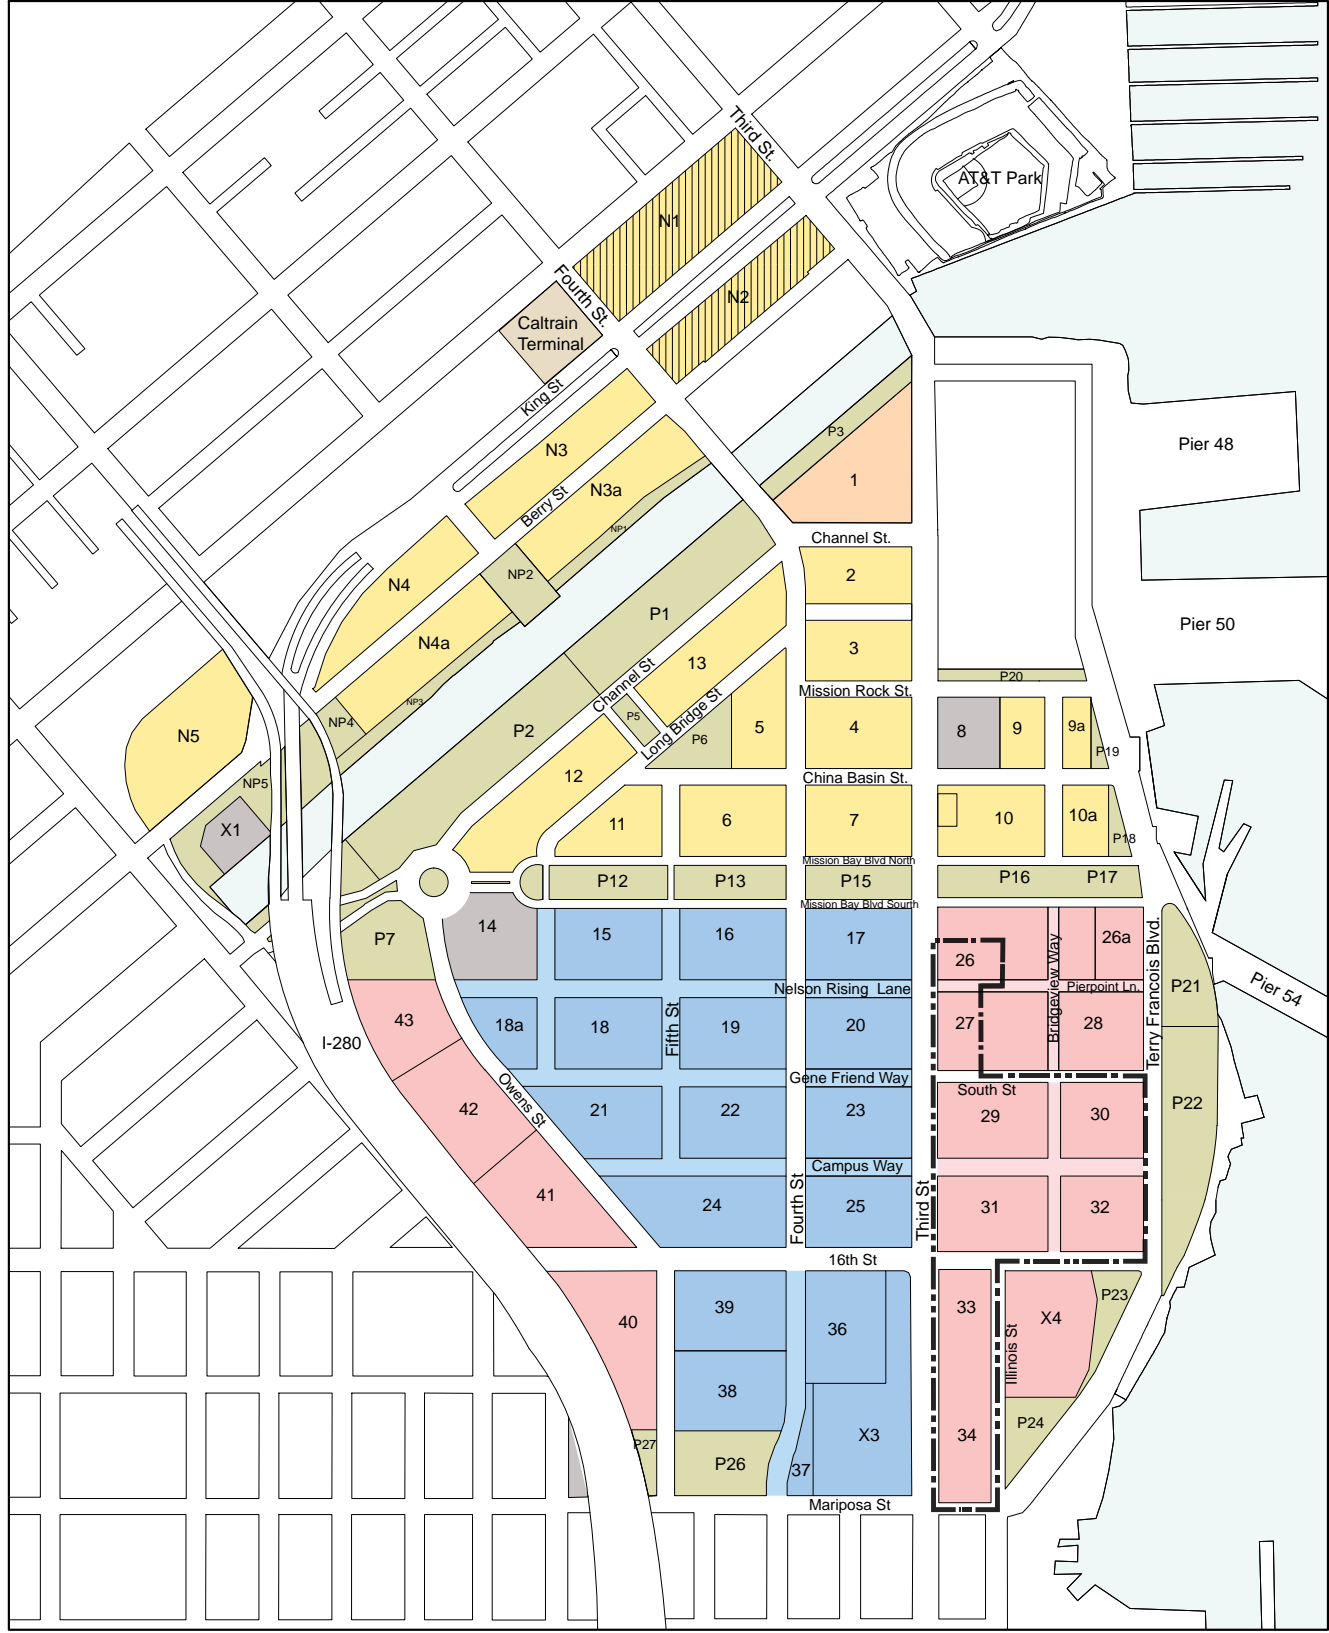 Third St.
AT&T Park
N1
Fourth St.
N2
Caltrain
Terminal
King St
P3
Pier 48
N3
1
N3a
Berry St
NP1
Channel St.
NP2
2
N4
P1
Pier 50
N4a
3
13
Channel St
P20
Mission Rock St.
NP3
Long Bridge St
P5
NP4
P2
N5
P6
5
4
8
9
9a
P19
12
China Basin St.
NP5
X1
11
6
7
10
10a
P18
Mission Bay Blvd North
P12
P13
P15
P16
P17
Mission Bay Blvd Sourth
14
P7
15
16
17
26
26a
Bridgeview Way
Terry Francois Blvd.
Nelson Rising Lane
Pierpoint Ln.
P21
Pier 54
43
18a
18
Fifth St
19
20
27
28
I-280
Gene Friend Way
South St
Owens St
42
21
22
23
29
30
P22
Campus Way
41
24
Fourth St
25
Third St
31
32
16th St
40
39
36
33
Illinois St
X4
P23
38
P27
P26
37
X3
34
P24
Mariposa St